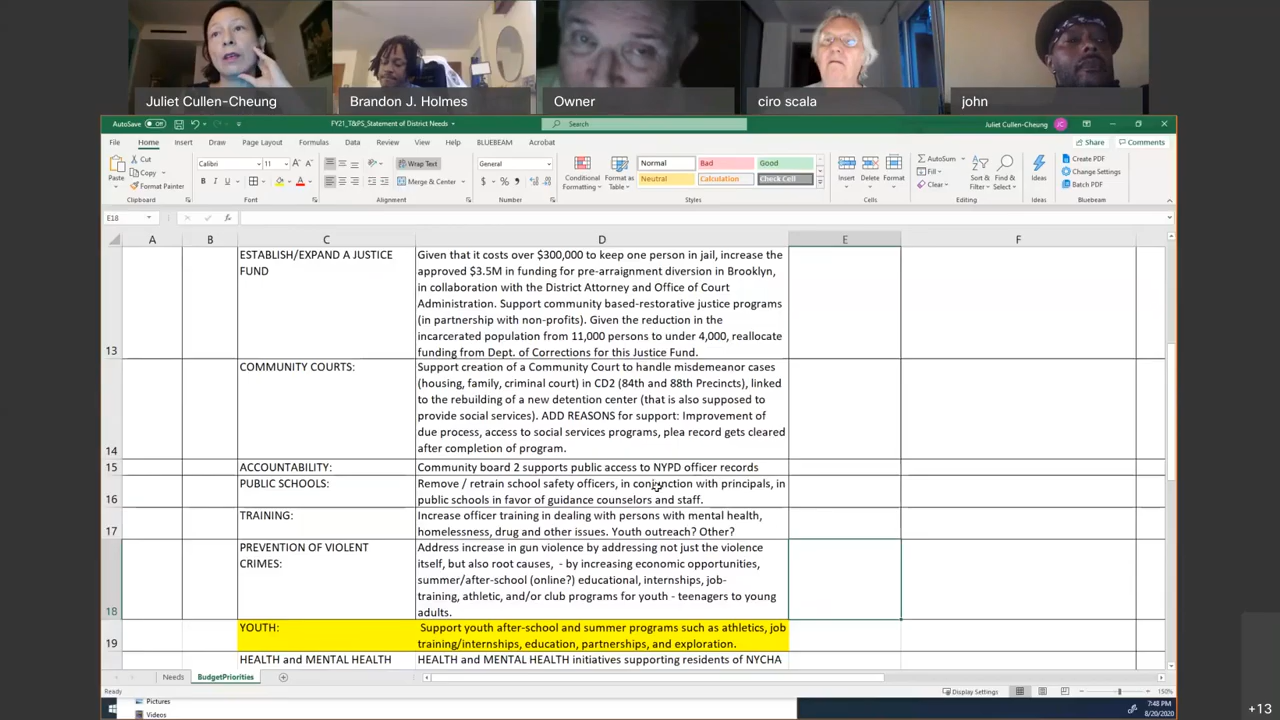 Juliet Cullen-Cheung
Brandon J. Holmes
Owner
ciro scala
john
AutoSave Off
FY21_T&PS_Statement of District Needs
Search
Juliet Cullen-Cheung JC
File Home Insert Draw Page Layout Formulas Data Review View Help BLUEBEAM Acrobat
Share Comments
Paste
Cut
Copy
Format Painter
Clipboard
Calibri 11
B I U
Font
Wrap Text
Merge & Center
Alignment
General
$ % ,
Number
Conditional Formatting
Format as Table
Normal Bad Good
Neutral Calculation Check Cell
Styles
Insert Delete Format
Cells
AutoSum
Fill
Clear
Sort & Filter
Find & Select
Editing
Ideas
Ideas
Create PDF
Change Settings
Batch PDF
Bluebeam
E18
fx
A B C D E F
13
ESTABLISH/EXPAND A JUSTICE
FUND
Given that it costs over $300,000 to keep one person in jail, increase the
approved $3.5M in funding for pre-arraignment diversion in Brooklyn,
in collaboration with the District Attorney and Office of Court
Administration. Support community based-restorative justice programs
(in partnership with non-profits). Given the reduction in the
incarcerated population from 11,000 persons to under 4,000, reallocate
funding from Dept. of Corrections for this Justice Fund.
14
COMMUNITY COURTS:
Support creation of a Community Court to handle misdemeanor cases
(housing, family, criminal court) in CD2 (84th and 88th Precincts), linked
to the rebuilding of a new detention center (that is also supposed to
provide social services). ADD REASONS for support: Improvement of
due process, access to social services programs, plea record gets cleared
after completion of program.
15
ACCOUNTABILITY:
Community board 2 supports public access to NYPD officer records
16
PUBLIC SCHOOLS:
Remove / retrain school safety officers, in conjunction with principals, in
public schools in favor of guidance counselors and staff.
17
TRAINING:
Increase officer training in dealing with persons with mental health,
homelessness, drug and other issues. Youth outreach? Other?
18
PREVENTION OF VIOLENT
CRIMES:
Address increase in gun violence by addressing not just the violence
itself, but also root causes, - by increasing economic opportunities,
summer/after-school (online?) educational, internships, job-
training, athletic, and/or club programs for youth - teenagers to young
adults.
19
YOUTH:
Support youth after-school and summer programs such as athletics, job
training/internships, education, partnerships, and exploration.
HEALTH and MENTAL HEALTH
HEALTH and MENTAL HEALTH initiatives supporting residents of NYCHA
Needs BudgetPriorities
Ready
Display Settings
150%
Pictures
Videos
7:48 PM
8/20/2020
+13